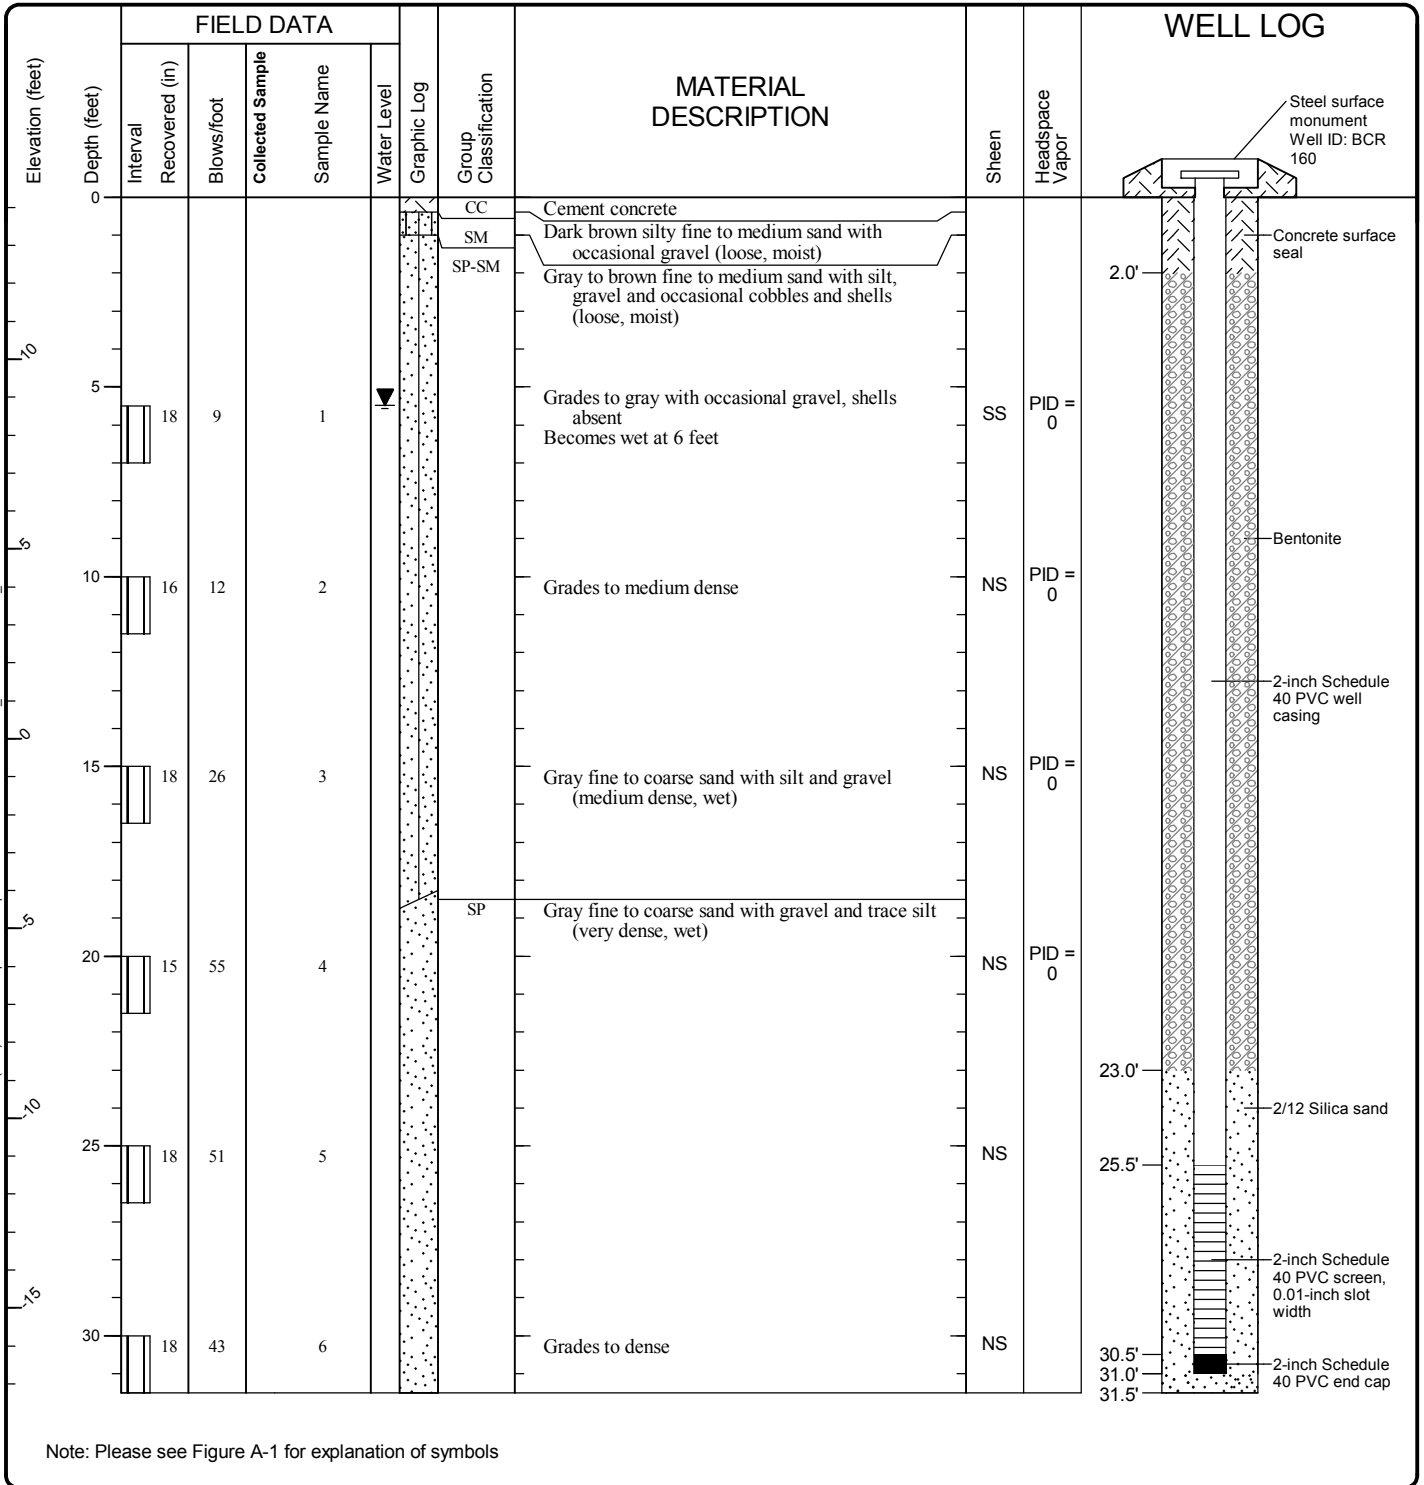 FIELD DATA
WELL LOG
Elevation (feet)
Depth (feet)
Interval
Recovered (in)
Blows/foot
Collected Sample
Sample Name
Water Level
Graphic Log
Group
Classification
MATERIAL
DESCRIPTION
Sheen
Headspace
Vapor
Steel surface
monument
Well ID: BCR
160
0
CC
Cement concrete
SM
Dark brown silty fine to medium sand with
occasional gravel (loose, moist)
Concrete surface
seal
SP-SM
Gray to brown fine to medium sand with silt,
gravel and occasional cobbles and shells
(loose, moist)
2.0'
10
5
Grades to gray with occasional gravel, shells
absent
Becomes wet at 6 feet
18
9
1
SS
PID =
0
5
Bentonite
10
16
12
2
Grades to medium dense
NS
PID =
0
2-inch Schedule
40 PVC well
casing
0
15
18
26
3
Gray fine to coarse sand with silt and gravel
(medium dense, wet)
NS
PID =
0
-5
SP
Gray fine to coarse sand with gravel and trace silt
(very dense, wet)
20
15
55
4
NS
PID =
0
23.0'
-10
2/12 Silica sand
25
18
51
5
NS
25.5'
-15
2-inch Schedule
40 PVC screen,
0.01-inch slot
width
30
18
43
6
Grades to dense
NS
30.5'
31.0'
31.5'
2-inch Schedule
40 PVC end cap
Note: Please see Figure A-1 for explanation of symbols